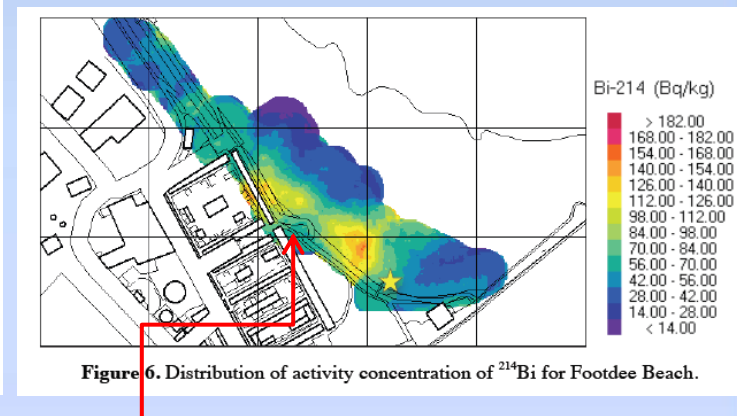 Bi-214 (Bq/kg)
> 182.00
168.00 - 182.00
154.00 - 168.00
140.00 - 154.00
126.00 - 140.00
112.00 - 126.00
98.00 - 112.00
84.00 - 98.00
70.00 - 84.00
56.00 - 70.00
42.00 - 56.00
28.00 - 42.00
14.00 - 28.00
< 14.00
Figure 6. Distribution of activity concentration of ²¹⁴Bi for Footdee Beach.